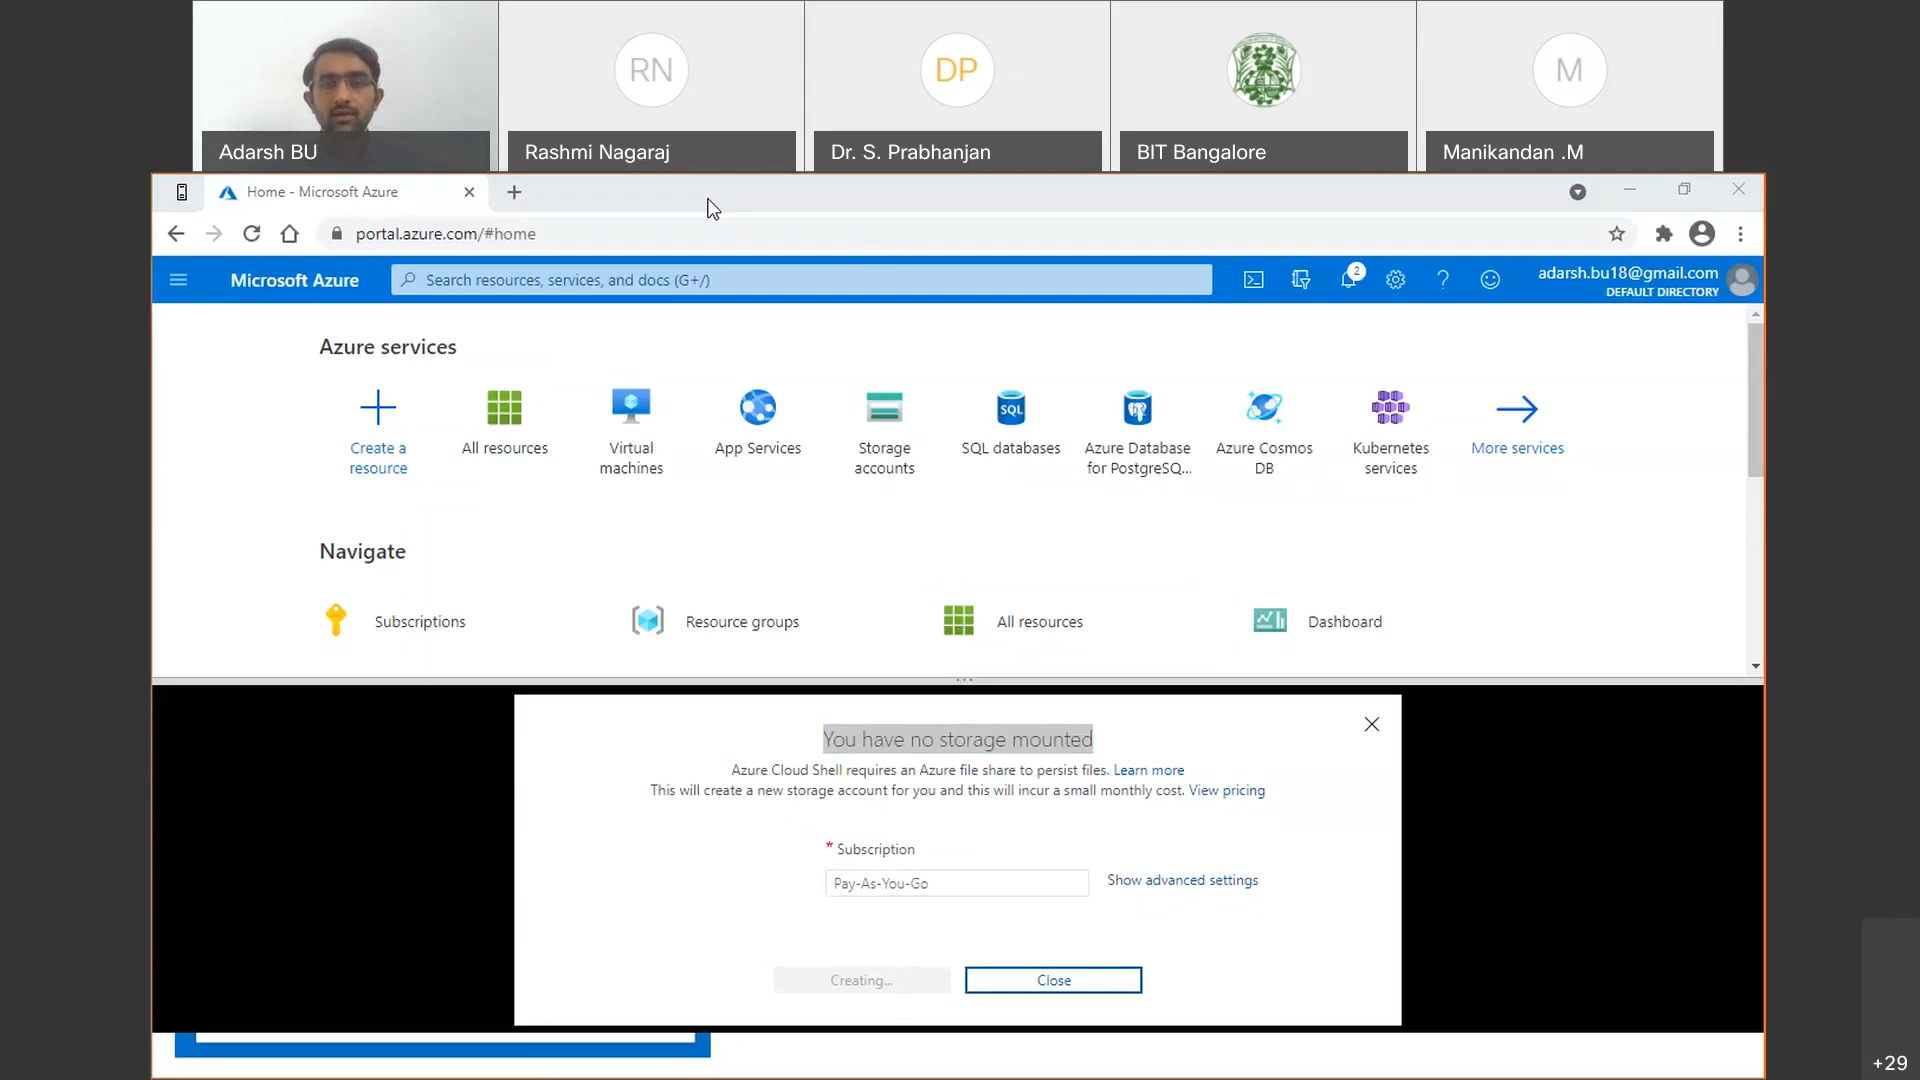 RN
DP
M
Adarsh BU
Rashmi Nagaraj
Dr. S. Prabhanjan
BIT Bangalore
Manikandan .M
Home - Microsoft Azure
portal.azure.com/#home
Microsoft Azure
Search resources, services, and docs (G+/)
2
adarsh.bu18@gmail.com
DEFAULT DIRECTORY
Azure services
Create a
resource
All resources
Virtual
machines
App Services
Storage
accounts
SQL
SQL databases
Azure Database
for PostgreSQ...
Azure Cosmos
DB
Kubernetes
services
More services
Navigate
Subscriptions
Resource groups
All resources
Dashboard
You have no storage mounted
Azure Cloud Shell requires an Azure file share to persist files. Learn more
This will create a new storage account for you and this will incur a small monthly cost. View pricing
* Subscription
Pay-As-You-Go
Show advanced settings
Creating...
Close
+29